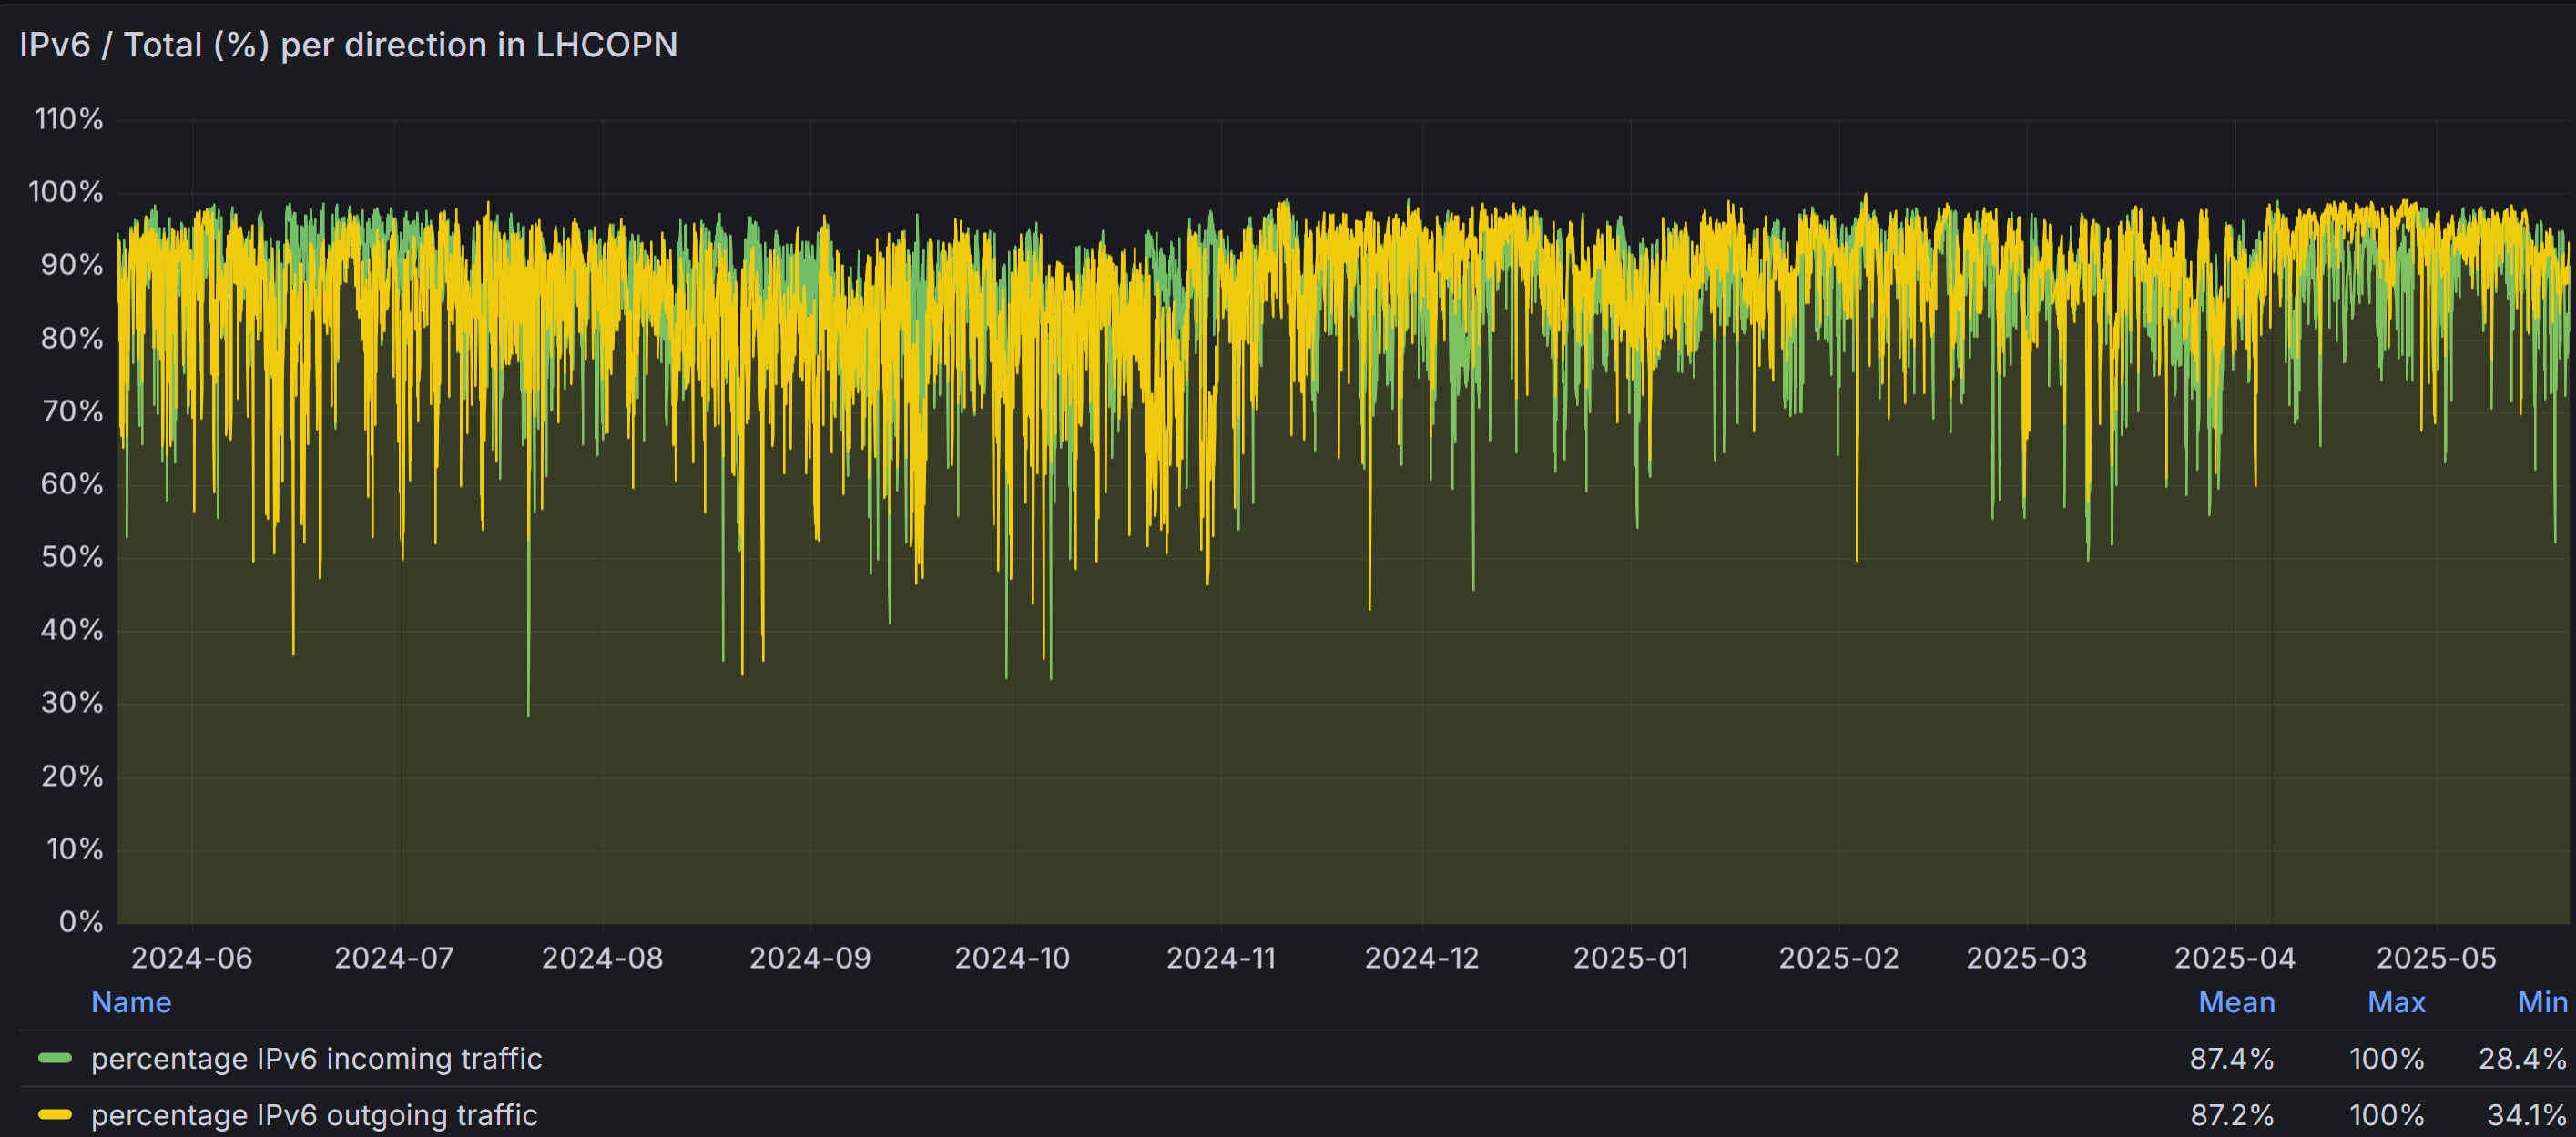 IPv6 / Total (%) per direction in LHCOPN
110%
100%
90%
80%
70%
60%
50%
40%
30%
20%
10%
0%
2024-06 2024-07 2024-08 2024-09 2024-10 2024-11 2024-12 2025-01 2025-02 2025-03 2025-04 2025-05
Name Mean Max Min
percentage IPv6 incoming traffic 87.4% 100% 28.4%
percentage IPv6 outgoing traffic 87.2% 100% 34.1%